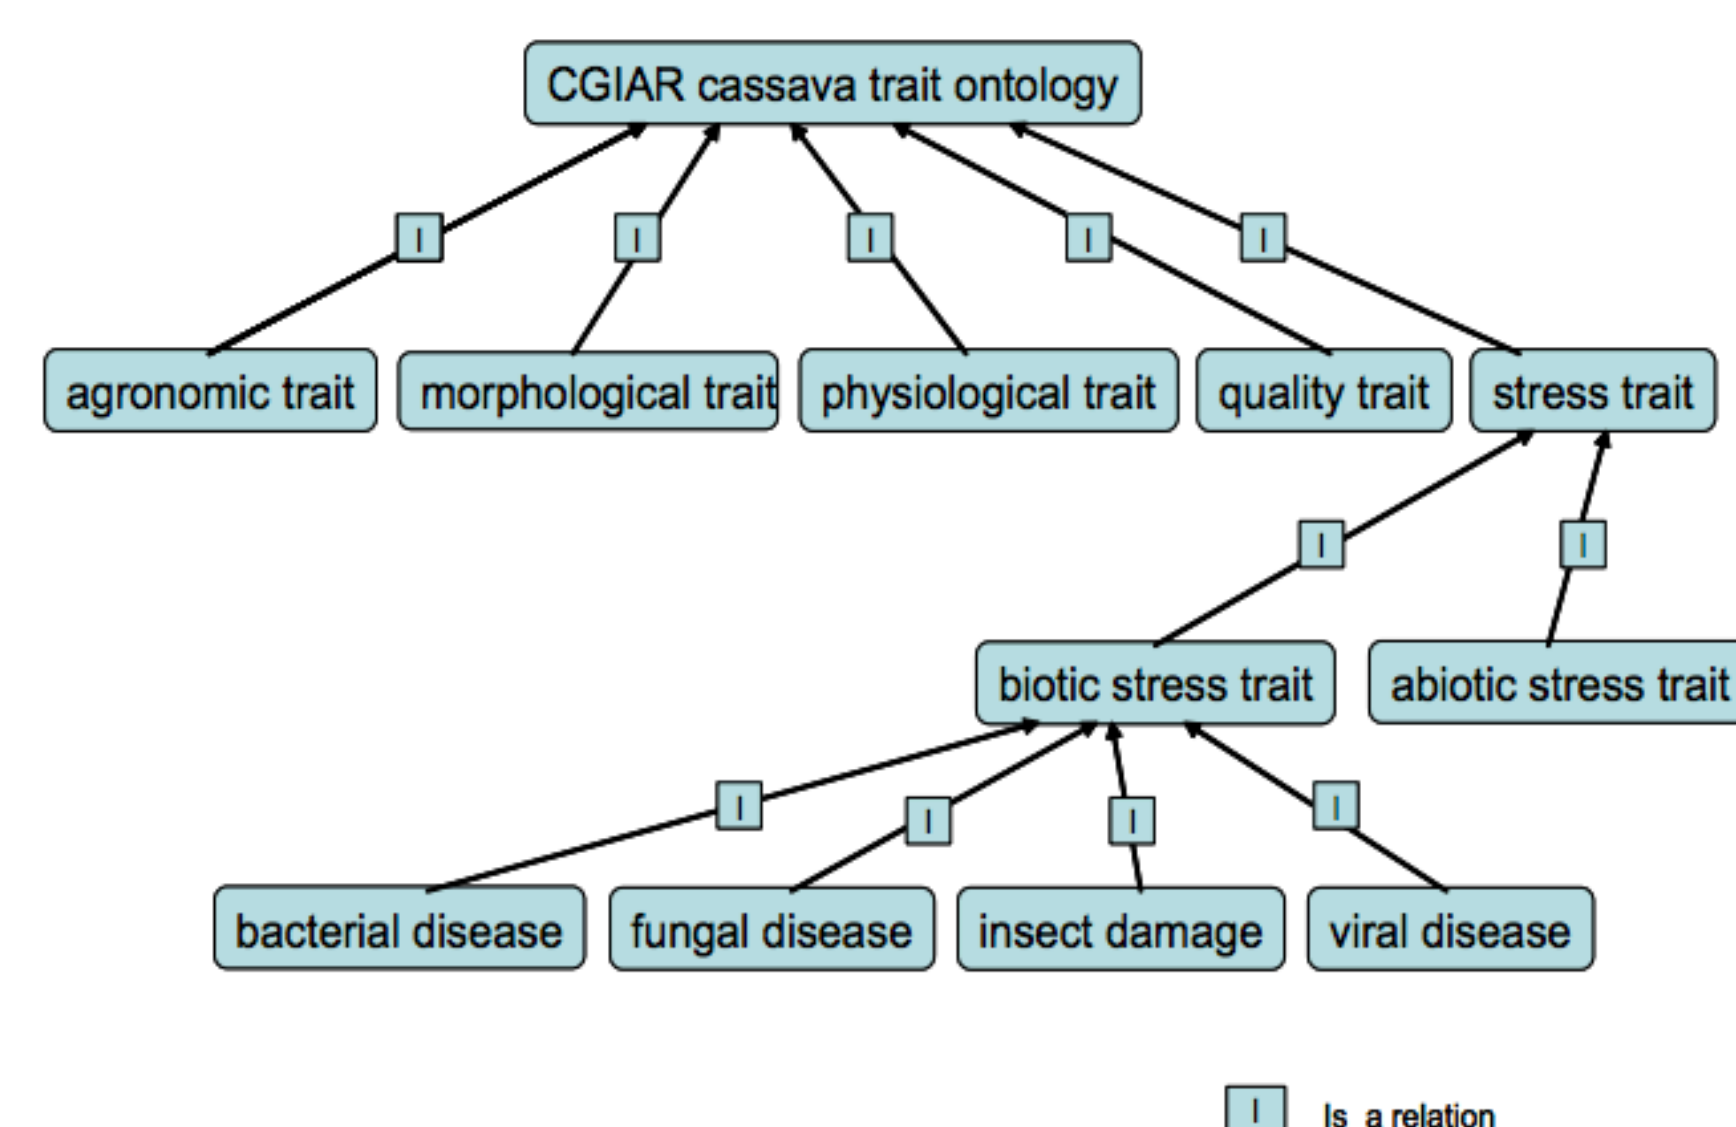 CGIAR cassava trait ontology
I I I I I
agronomic trait morphological trait physiological trait quality trait stress trait
I I
biotic stress trait abiotic stress trait
I I I I
bacterial disease fungal disease insect damage viral disease
I Is_a relation